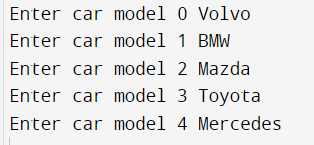 Enter car model 0 Volvo
Enter car model 1 BMW
Enter car model 2 Mazda
Enter car model 3 Toyota
Enter car model 4 Mercedes